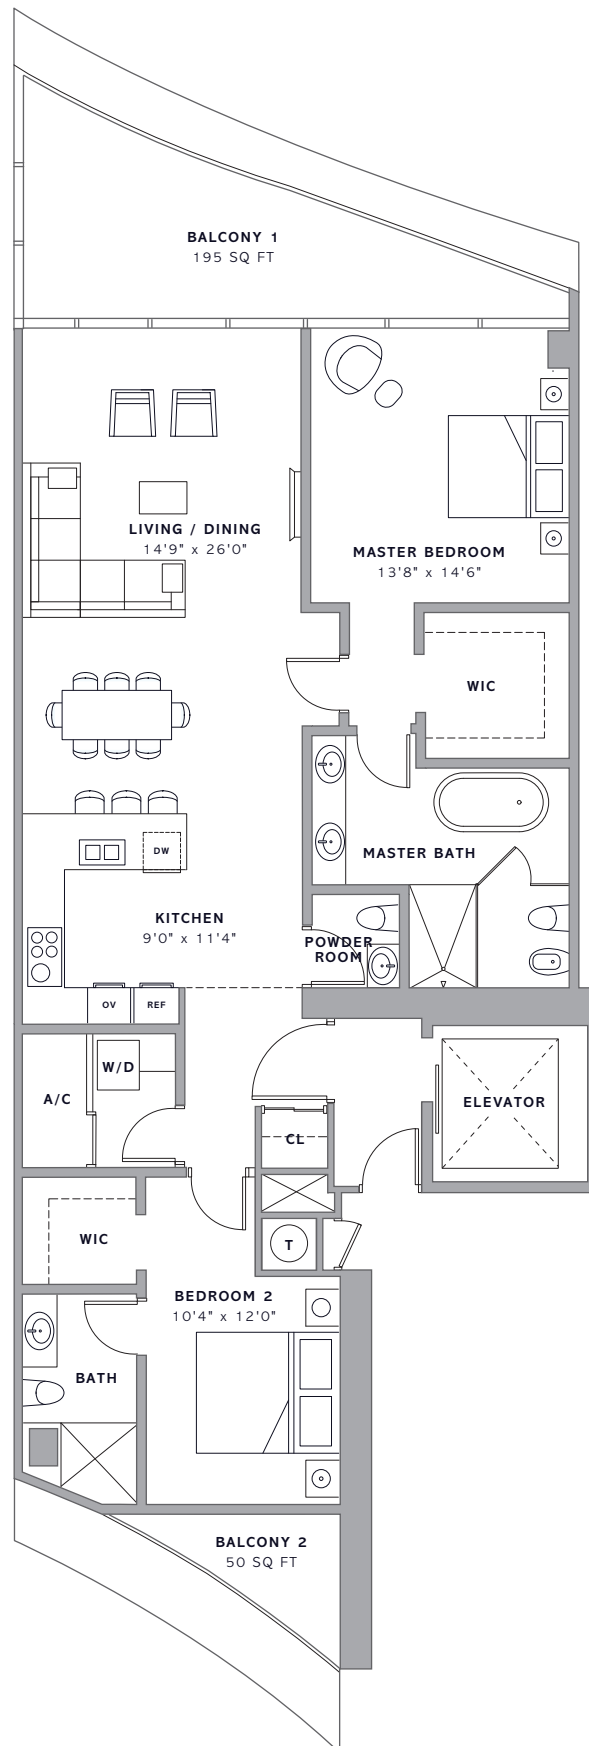 BALCONY 1
195 SQ FT
LIVING / DINING
14'9" x 26'0"
MASTER BEDROOM
13'8" x 14'6"
WIC
DW
MASTER BATH
KITCHEN
9'0" x 11'4"
POWDER
ROOM
OV
REF
W/D
A/C
ELEVATOR
CL
WIC
T
BEDROOM 2
10'4" x 12'0"
BATH
BALCONY 2
50 SQ FT